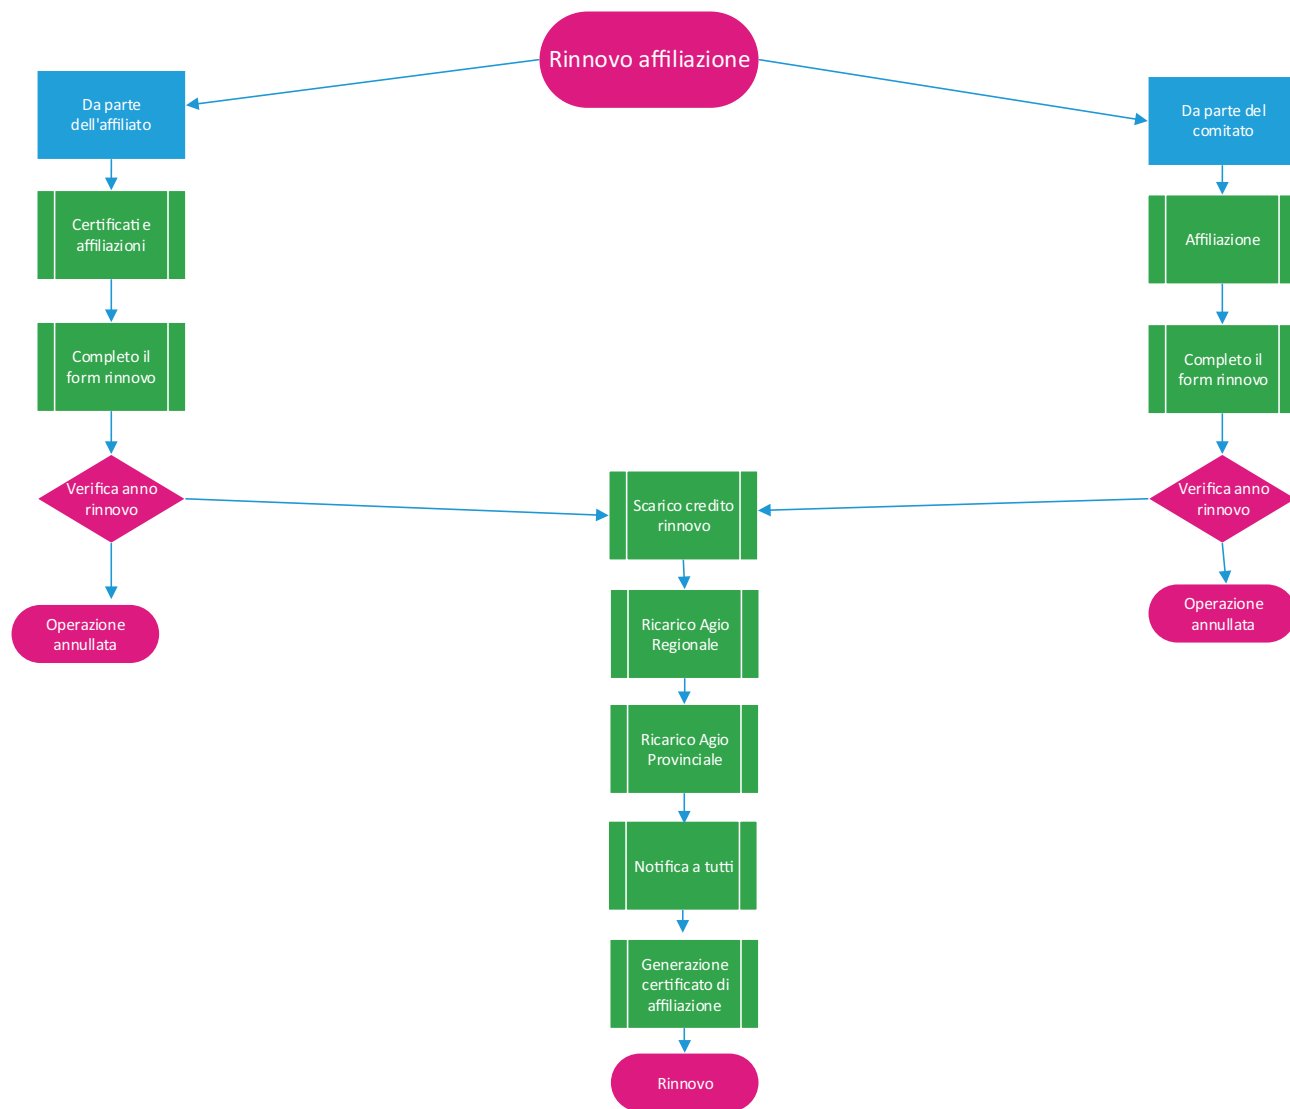 Rinnovo affiliazione
Da parte
dell'affiliato
Certificati e
affiliazioni
Completo il
form rinnovo
Verifica anno
rinnovo
Operazione
annullata
Da parte del
comitato
Affiliazione
Completo il
form rinnovo
Verifica anno
rinnovo
Operazione
annullata
Scarico credito
rinnovo
Ricarico Agio
Regionale
Ricarico Agio
Provinciale
Notifica a tutti
Generazione
certificato di
affiliazione
Rinnovo